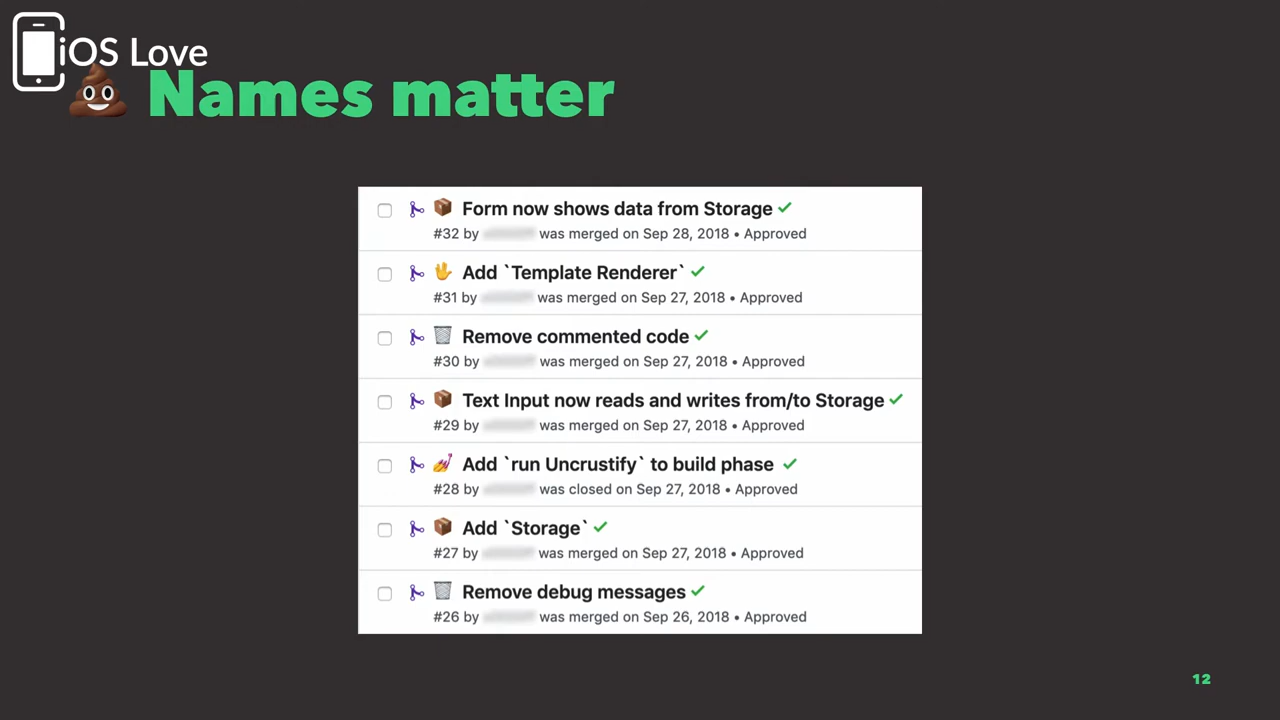 iOS Love
💩 Names matter
📦 Form now shows data from Storage ✓
#32 by was merged on Sep 28, 2018 • Approved
🖖 Add `Template Renderer` ✓
#31 by was merged on Sep 27, 2018 • Approved
🗑 Remove commented code ✓
#30 by was merged on Sep 27, 2018 • Approved
📦 Text Input now reads and writes from/to Storage ✓
#29 by was merged on Sep 27, 2018 • Approved
💅 Add `run Uncrustify` to build phase ✓
#28 by was closed on Sep 27, 2018 • Approved
📦 Add `Storage` ✓
#27 by was merged on Sep 27, 2018 • Approved
🗑 Remove debug messages ✓
#26 by was merged on Sep 26, 2018 • Approved
12